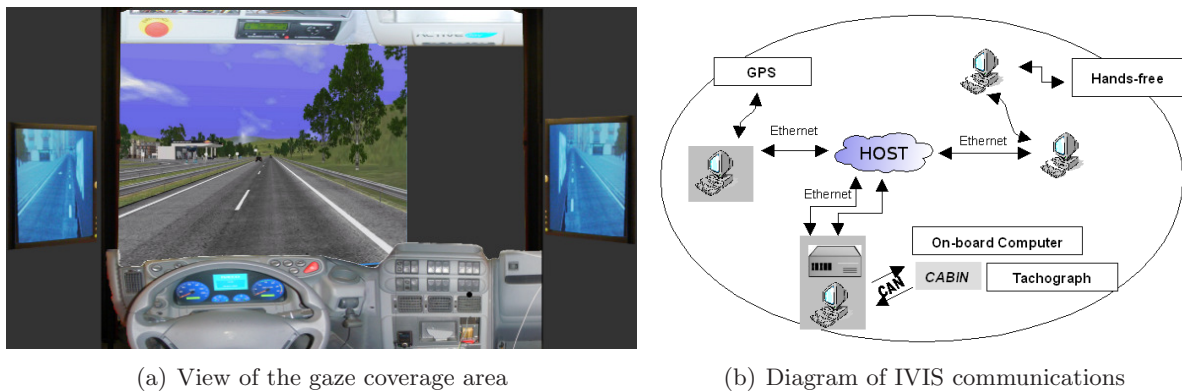 ACTIVE
GPS
Hands-free
Ethernet
HOST
Ethernet
Ethernet
On-board Computer
CAN
CABIN
Tachograph
(a) View of the gaze coverage area
(b) Diagram of IVIS communications